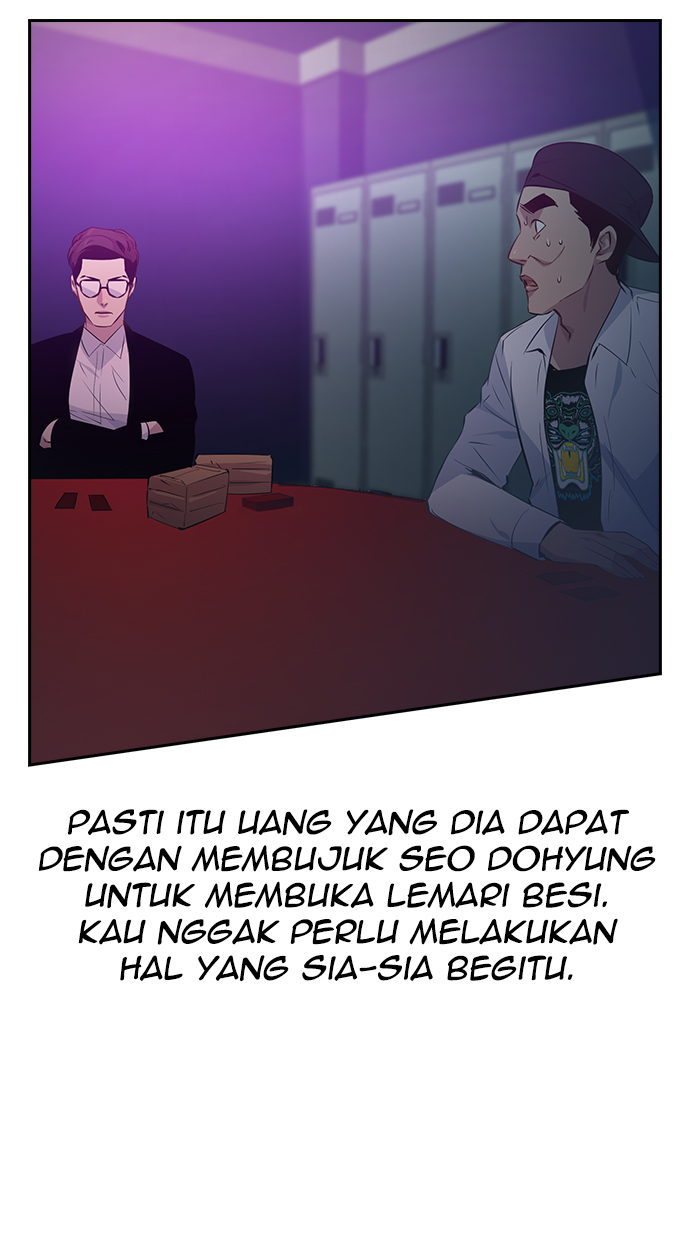 PASTI ITU UANG YANG DIA DAPAT
DENGAN MEMBUJUK SEO DOHYUNG
UNTUK MEMBUKA LEMARI BESI.
KAU NGGAK PERLU MELAKUKAN
HAL YANG SIA-SIA BEGITU.